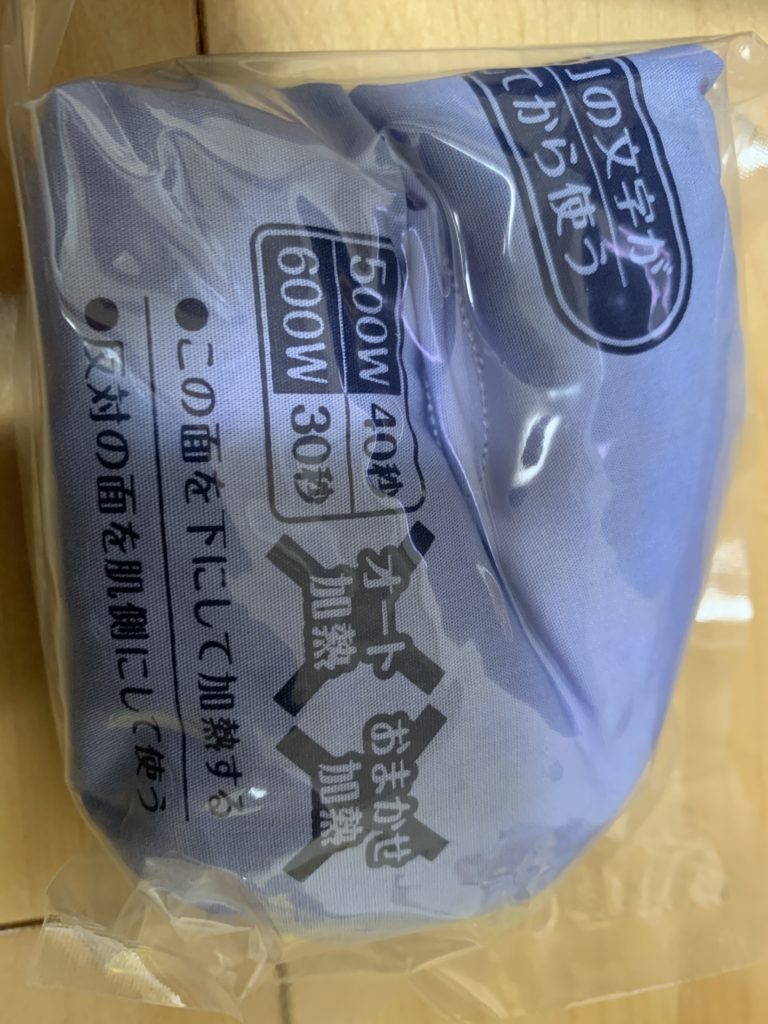 の文字が
てから使う
500W 40秒
600W 30秒
オート
加熱
おまかせ
加熱
●この面を下にして加熱する
●反対の面を肌側にして使う